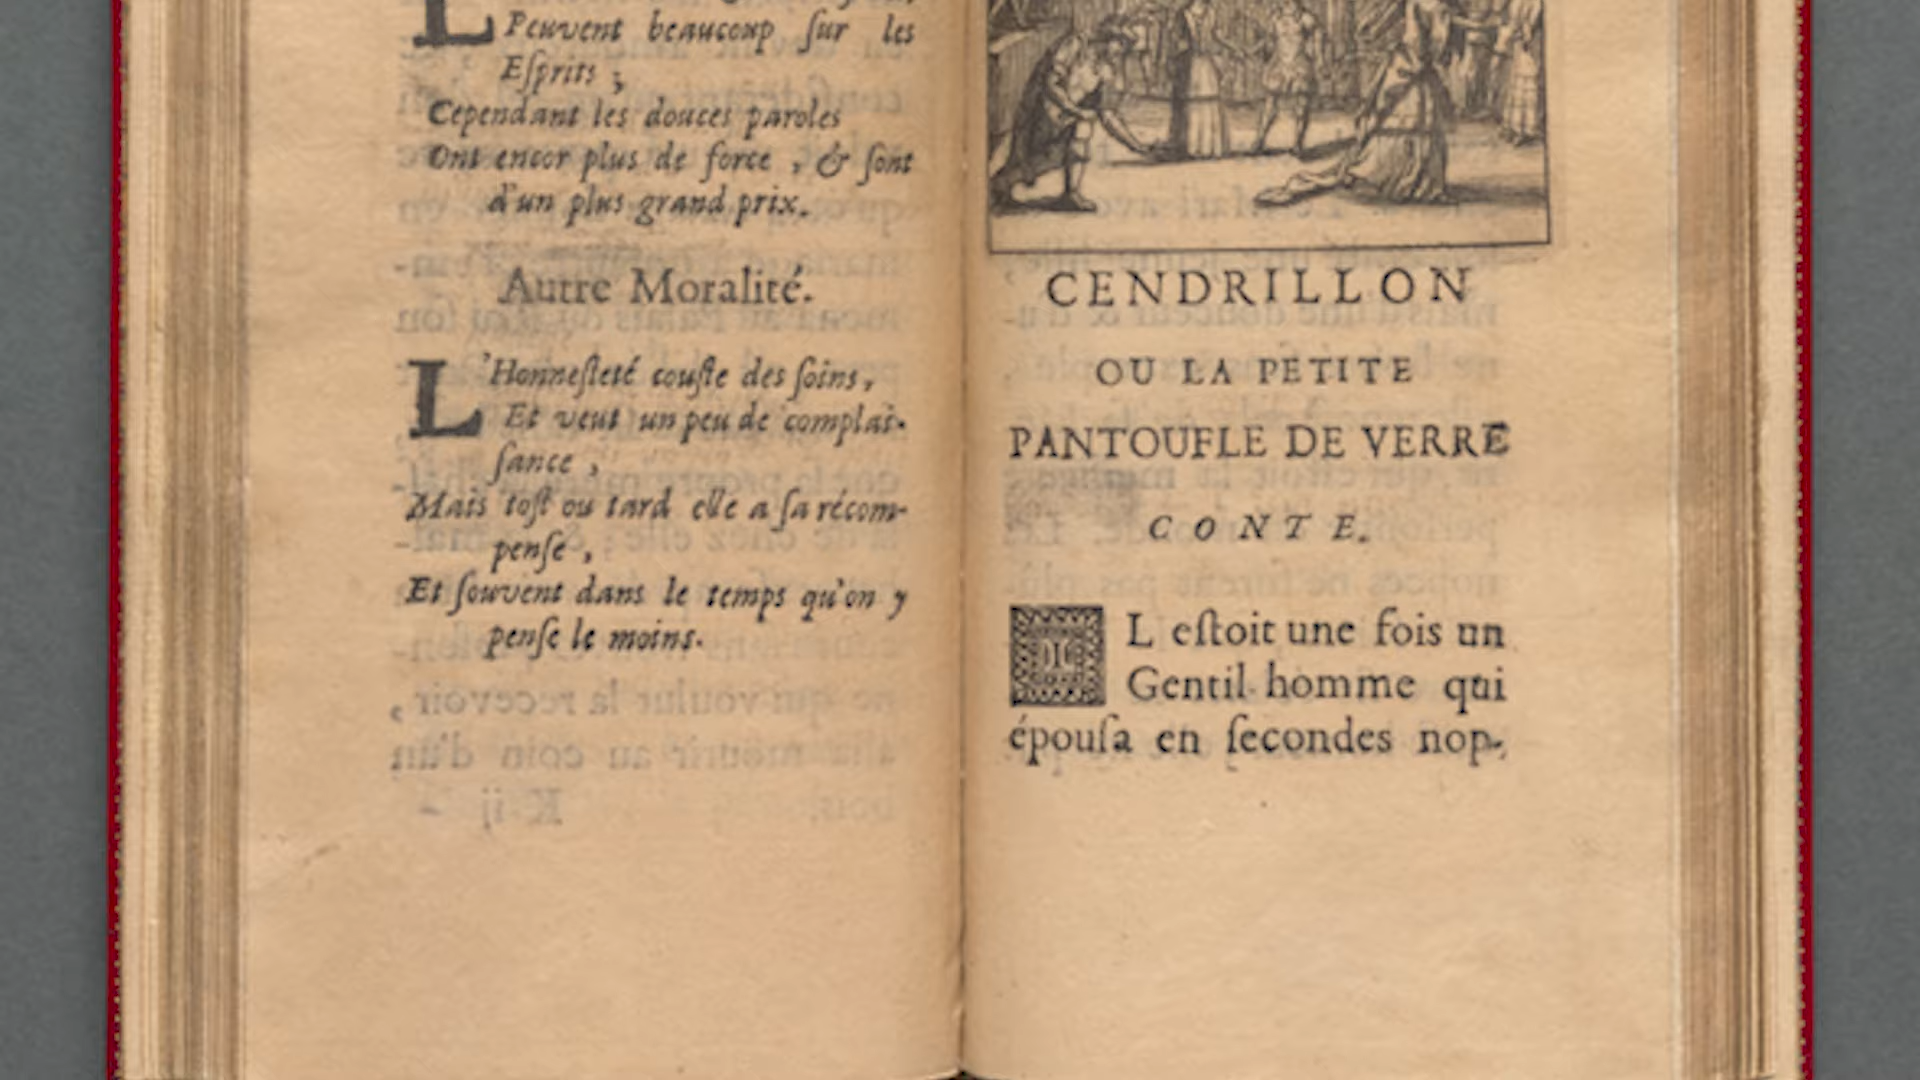 Peuvent beaucoup ſur les
Eſprits ;
Cependant les douces paroles
Ont encor plus de force , & ſont
d'un plus grand prix.
Autre Moralité.
L'Honneſteté couſte des ſoins,
Et veut un peu de complai-
ſance ,
Mais toſt ou tard elle a ſa récom-
penſe ,
Et ſouvent dans le temps qu'on y
penſe le moins.
CENDRILLON
OU LA PETITE
PANTOUFLE DE VERRE
CONTE.
IL eſtoit une fois un
Gentil-homme qui
épouſa en ſecondes nop-